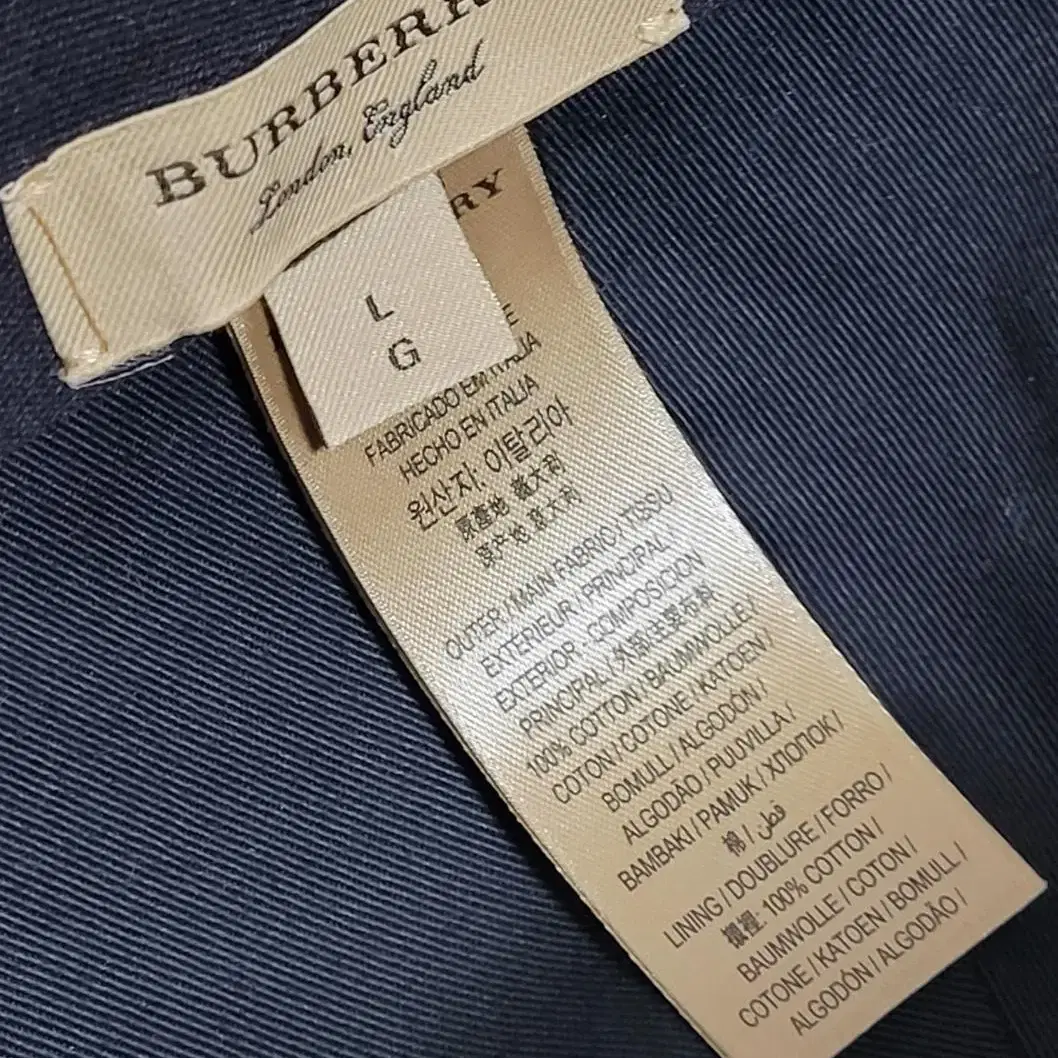 BURBERR
London, England
RY
L
G
E
FABRICADO EM ITALIA
HECHO EN ITALIA
원산지: 이탈리아
原產地 義大利
原产地 意大利
OUTER / MAIN FABRIC / TISSU
EXTERIEUR / PRINCIPAL /
EXTERIOR - COMPOSICION
PRINCIPAL / 外部主要布料
100% COTTON / BAUMWOLLE /
COTON / COTONE / KATOEN /
BOMULL / ALGODÓN /
ALGODÃO / PUUVILLA /
BAMBAKI / PAMUK / ХЛОПОК /
棉 / قطن
LINING / DOUBLURE / FORRO /
襯裡: 100% COTTON /
BAUMWOLLE / COTON /
COTONE / KATOEN / BOMULL /
ALGODÓN / ALGODÃO /